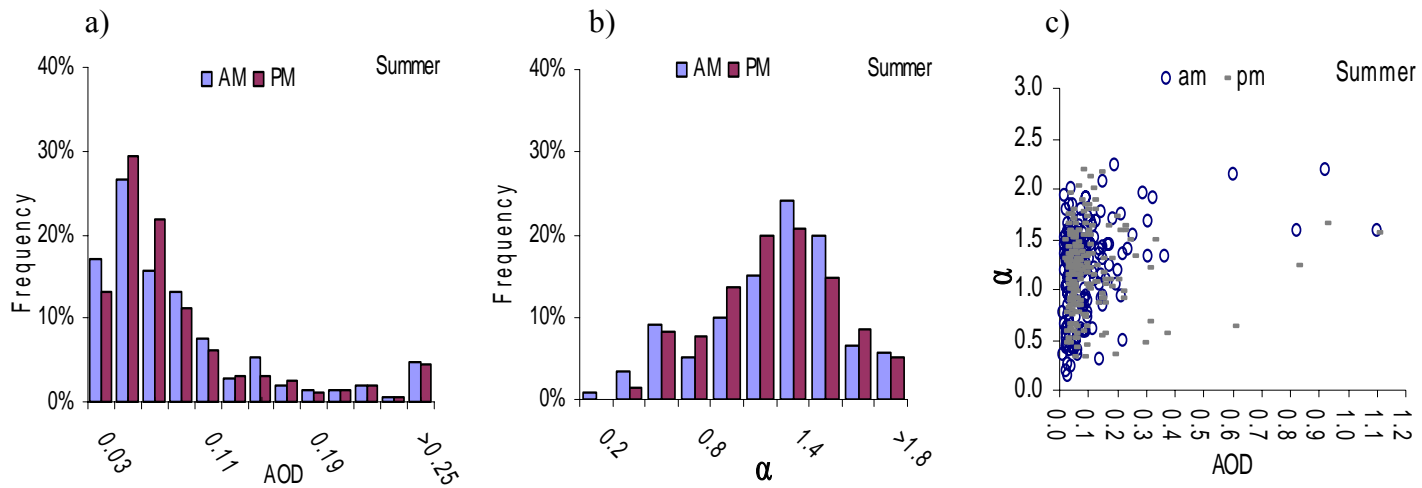 a)
AM PM Summer
40%
30%
20%
10%
0%
Frequency
0.03 0.11 0.19 >0.25
AOD
b)
AM PM Summer
40%
30%
20%
10%
0%
Frequency
0.2 0.8 1.4 >1.8
α
c)
am pm Summer
3.0
2.5
2.0
1.5
1.0
0.5
0.0
α
0.0 0.1 0.2 0.3 0.4 0.5 0.6 0.7 0.8 0.9 1.0 1.1 1.2
AOD